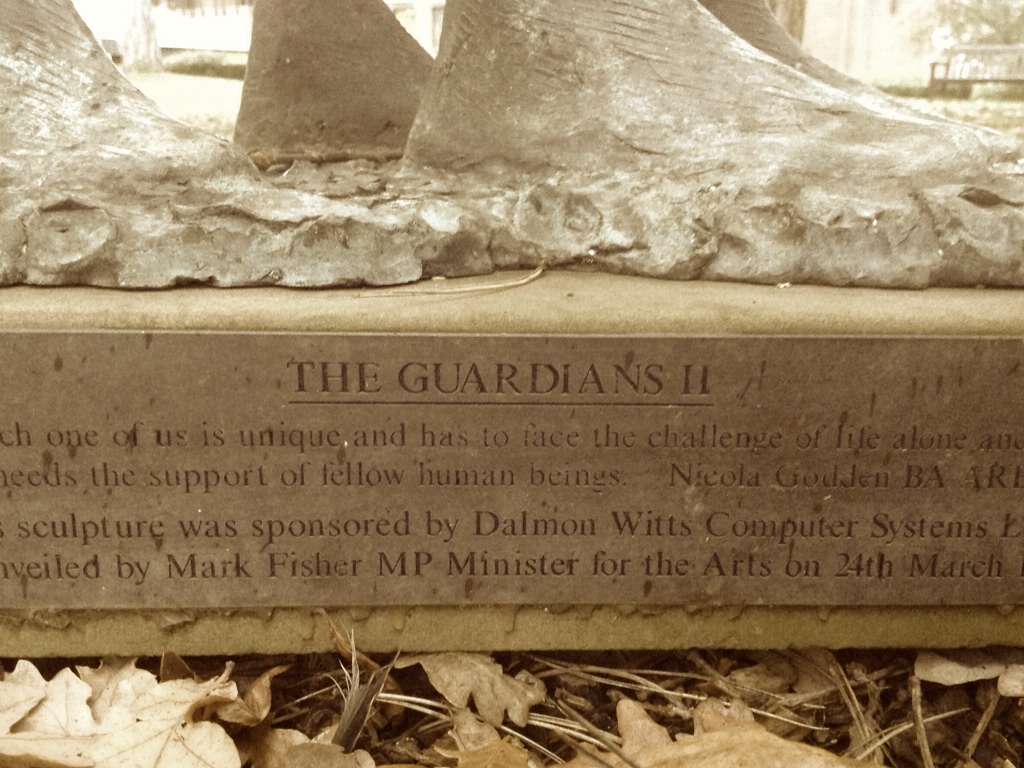 THE GUARDIANS II
ch one of us is unique and has to face the challenge of life alone and
needs the support of fellow human beings. Nicola Godden BA ARB
s sculpture was sponsored by Dalmon Witts Computer Systems L
nveiled by Mark Fisher MP Minister for the Arts on 24th March 1